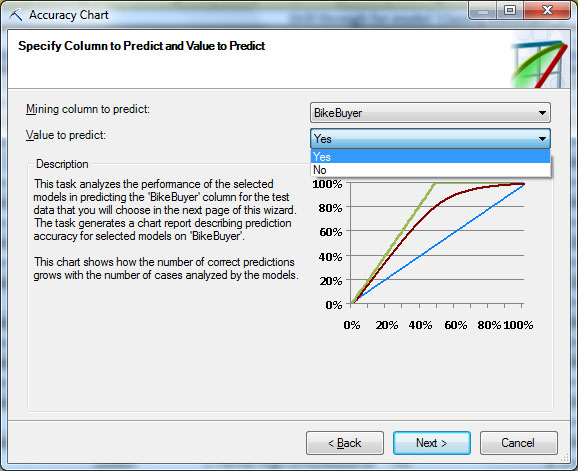 Accuracy Chart
Specify Column to Predict and Value to Predict
Mining column to predict:
BikeBuyer
Value to predict:
Yes
Yes
No
Description
This task analyzes the performance of the selected
models in predicting the 'BikeBuyer' column for the test
data that you will choose in the next page of this wizard.
The task generates a chart report describing prediction
accuracy for selected models on 'BikeBuyer'.
This chart shows how the number of correct predictions
grows with the number of cases analyzed by the models.
100%
80%
60%
40%
20%
0%
0% 20% 40% 60% 80% 100%
< Back
Next >
Cancel